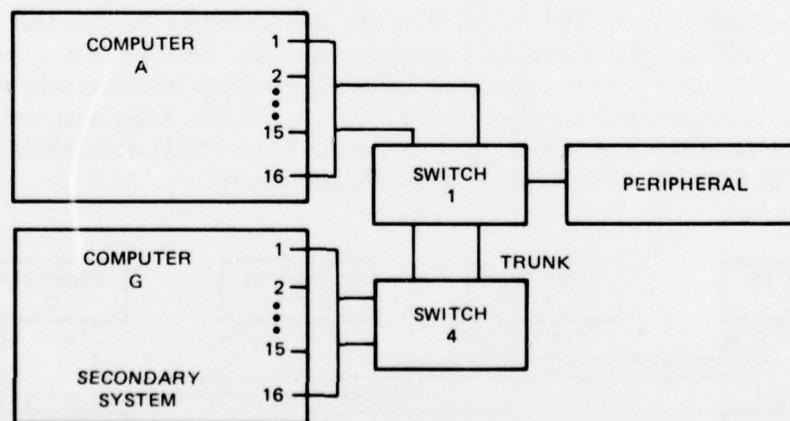 COMPUTER
A
1
2
15
16
SWITCH
1
PERIPHERAL
TRUNK
COMPUTER
G
1
2
15
16
SECONDARY
SYSTEM
SWITCH
4